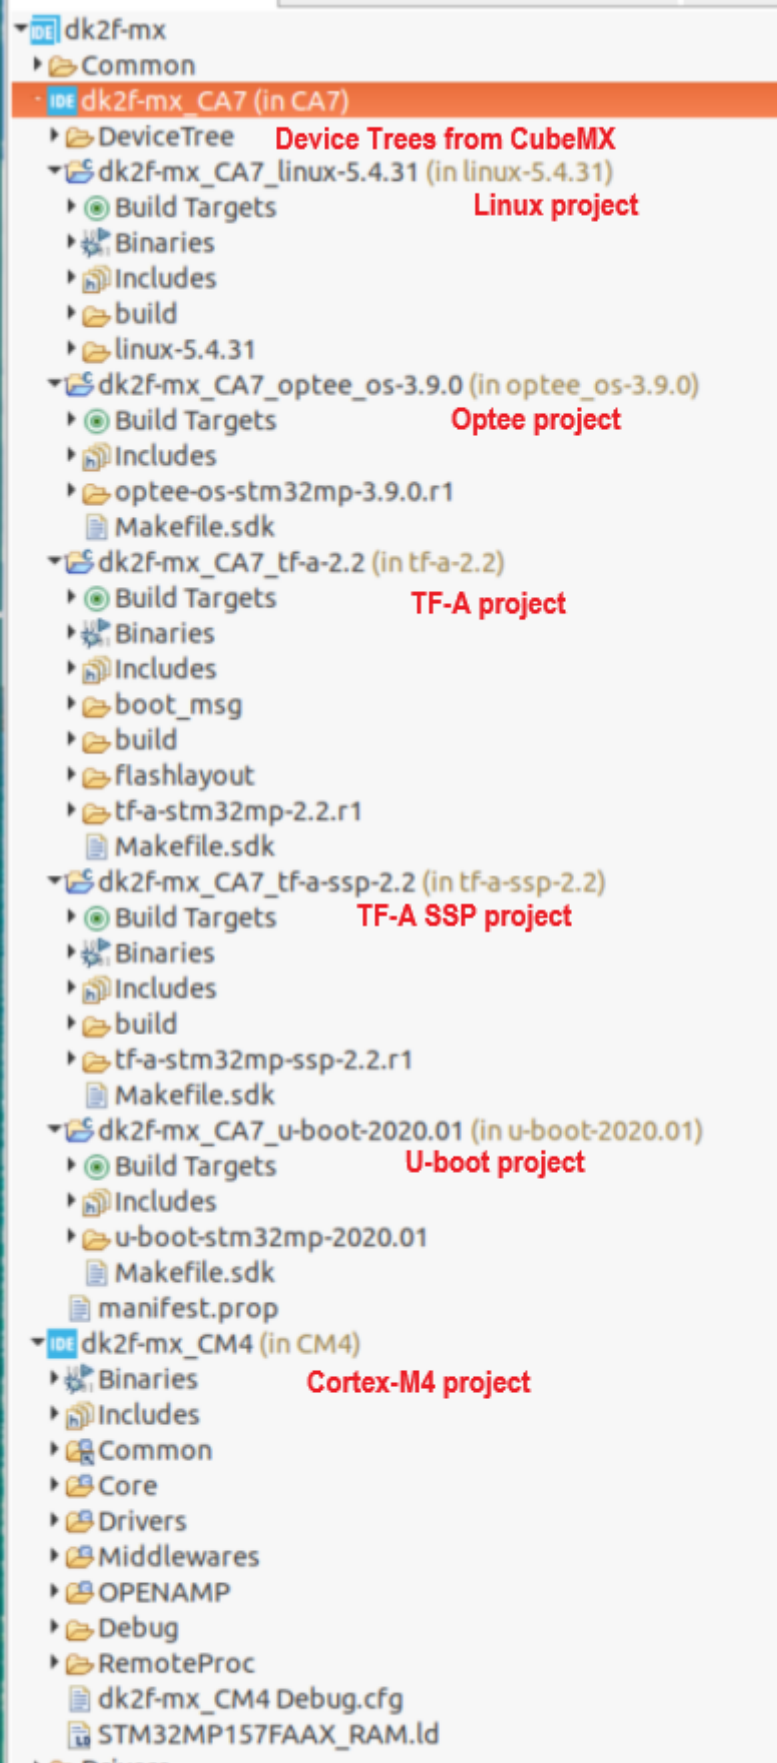 dk2f-mx
Common
dk2f-mx_CA7 (in CA7)
DeviceTree Device Trees from CubeMX
dk2f-mx_CA7_linux-5.4.31 (in linux-5.4.31)
Build Targets Linux project
Binaries
Includes
build
linux-5.4.31
dk2f-mx_CA7_optee_os-3.9.0 (in optee_os-3.9.0)
Build Targets Optee project
Includes
optee-os-stm32mp-3.9.0.r1
Makefile.sdk
dk2f-mx_CA7_tf-a-2.2 (in tf-a-2.2)
Build Targets TF-A project
Binaries
Includes
boot_msg
build
flashlayout
tf-a-stm32mp-2.2.r1
Makefile.sdk
dk2f-mx_CA7_tf-a-ssp-2.2 (in tf-a-ssp-2.2)
Build Targets TF-A SSP project
Binaries
Includes
build
tf-a-stm32mp-ssp-2.2.r1
Makefile.sdk
dk2f-mx_CA7_u-boot-2020.01 (in u-boot-2020.01)
Build Targets U-boot project
Includes
u-boot-stm32mp-2020.01
Makefile.sdk
manifest.prop
dk2f-mx_CM4 (in CM4)
Binaries Cortex-M4 project
Includes
Common
Core
Drivers
Middlewares
OPENAMP
Debug
RemoteProc
dk2f-mx_CM4 Debug.cfg
STM32MP157FAAX_RAM.ld